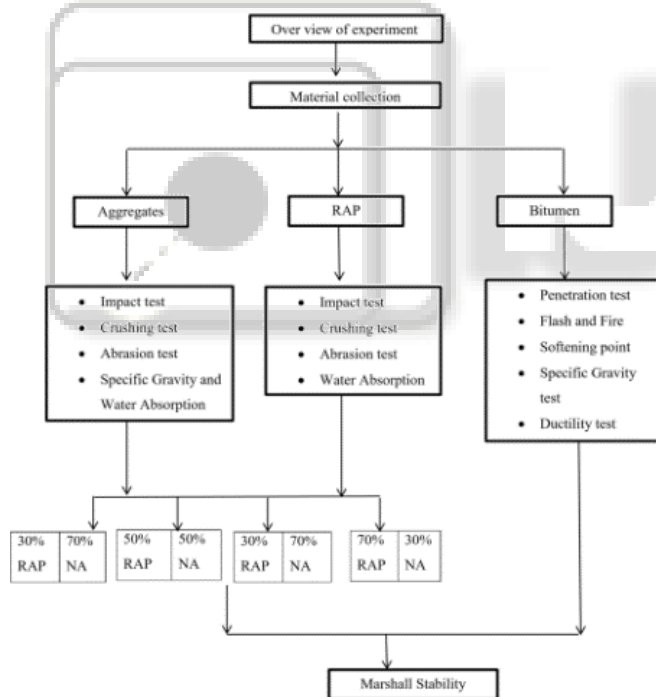 Over view of experiment
Material collection
Aggregates
RAP
Bitumen
• Impact test
• Crushing test
• Abrasion test
• Specific Gravity and
Water Absorption
• Impact test
• Crushing test
• Abrasion test
• Water Absorption
• Penetration test
• Flash and Fire
• Softening point
• Specific Gravity
test
• Ductility test
30% 70%
RAP NA
50% 50%
RAP NA
30% 70%
RAP NA
70% 30%
RAP NA
Marshall Stability